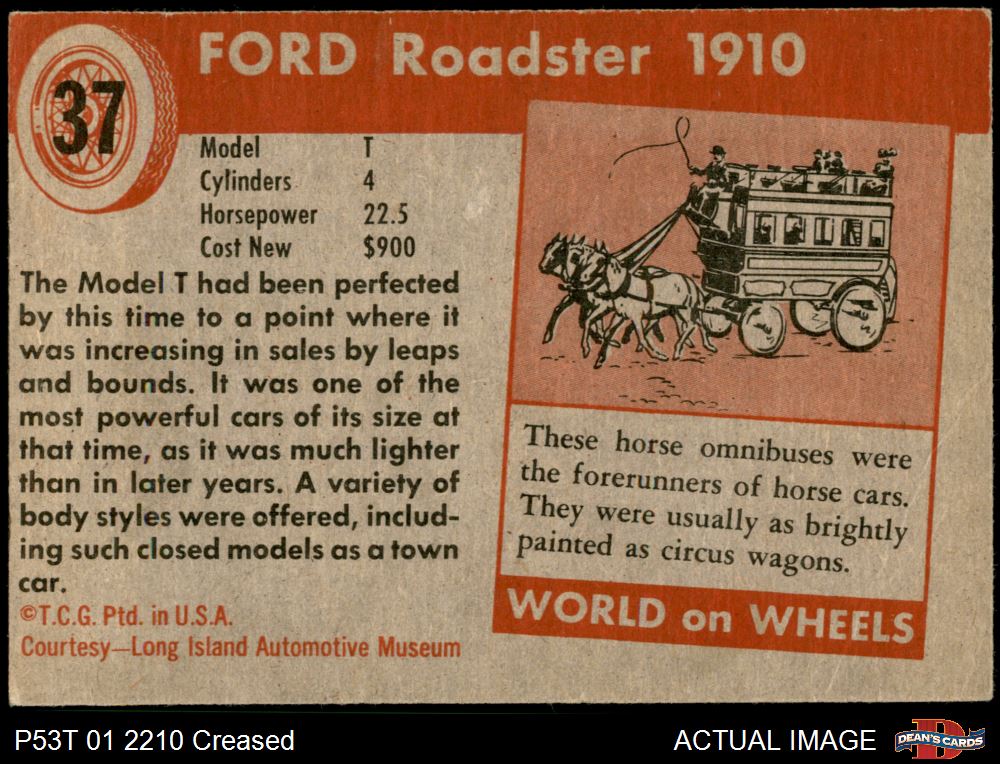 37
FORD Roadster 1910
Model T
Cylinders 4
Horsepower 22.5
Cost New $900
The Model T had been perfected
by this time to a point where it
was increasing in sales by leaps
and bounds. It was one of the
most powerful cars of its size at
that time, as it was much lighter
than in later years. A variety of
body styles were offered, includ-
ing such closed models as a town
car.
©T.C.G. Ptd. in U.S.A.
Courtesy—Long Island Automotive Museum
These horse omnibuses were
the forerunners of horse cars.
They were usually as brightly
painted as circus wagons.
WORLD on WHEELS
P53T 01 2210 Creased
ACTUAL IMAGE
D
DEAN'S CARDS